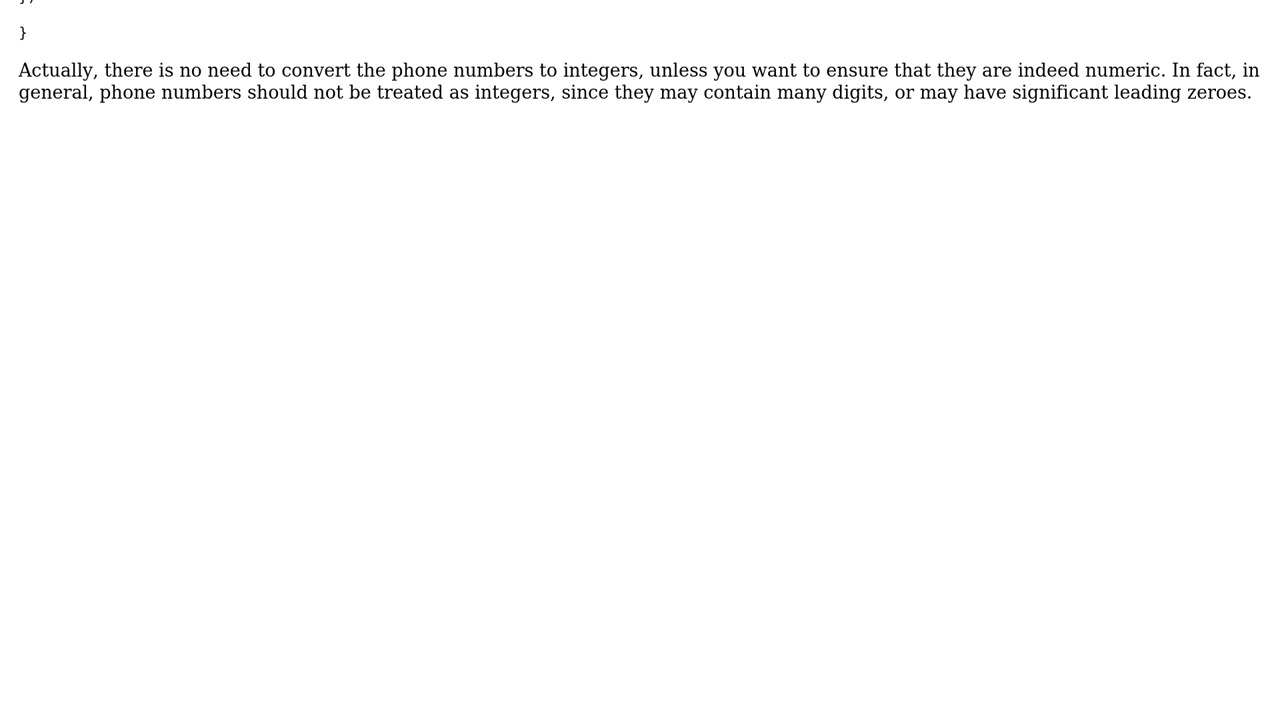 }
Actually, there is no need to convert the phone numbers to integers, unless you want to ensure that they are indeed numeric. In fact, in
general, phone numbers should not be treated as integers, since they may contain many digits, or may have significant leading zeroes.